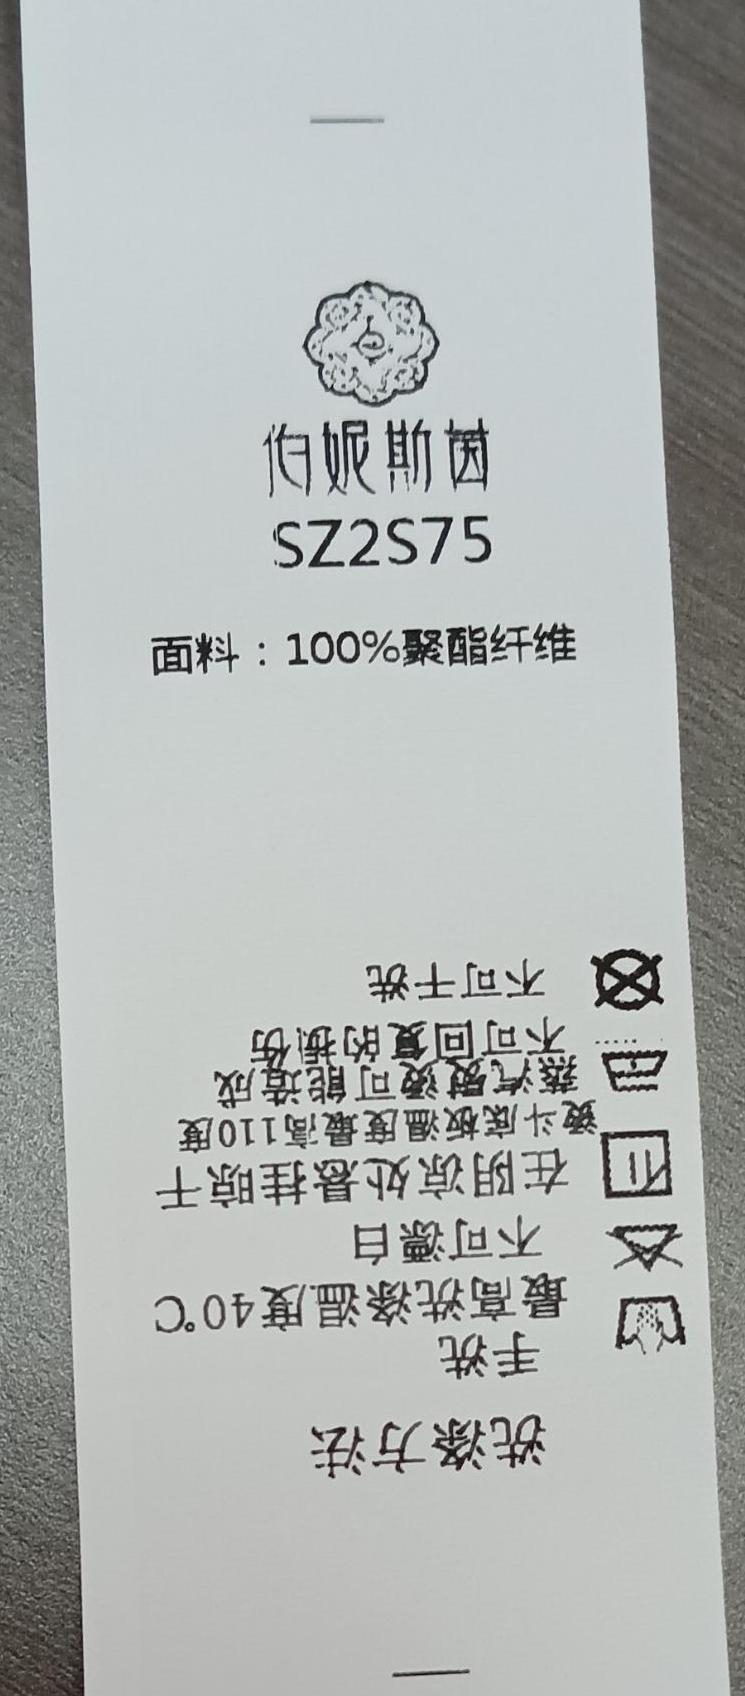 伯妮斯茵
SZ2S75
面料：100%聚酯纤维
洗涤方法
手洗
最高洗涤温度40℃
不可漂白
在阴凉处悬挂晾干
熨斗底板温度最高110度
蒸汽熨烫可能造成
不可回复的损伤
不可干洗